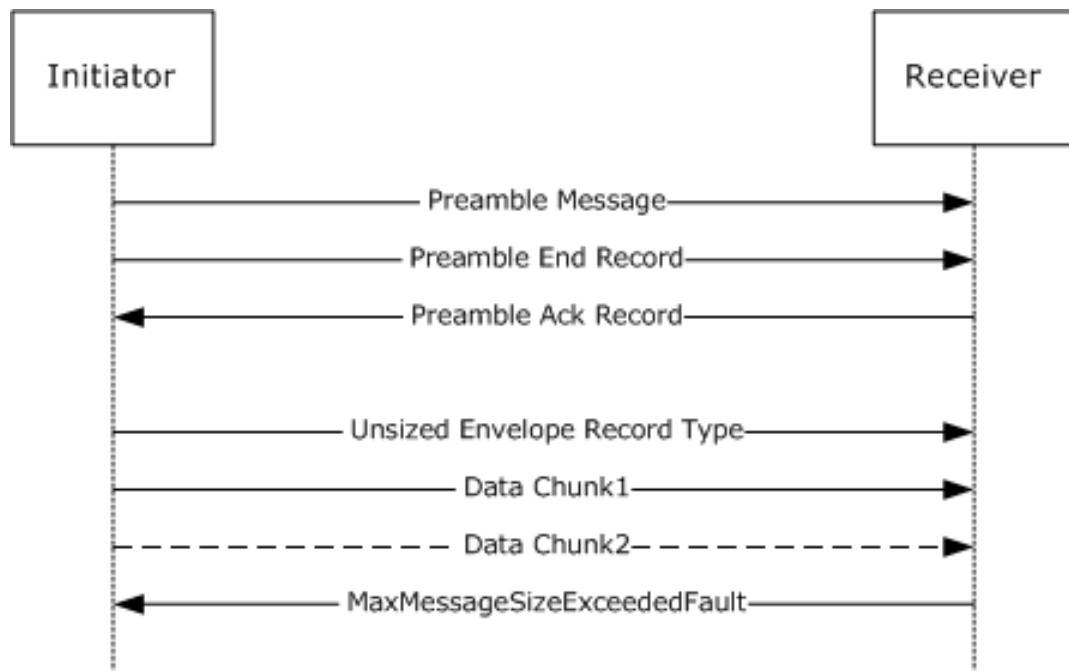 Initiator
Receiver
Preamble Message
Preamble End Record
Preamble Ack Record
Unsized Envelope Record Type
Data Chunk1
Data Chunk2
MaxMessageSizeExceededFault